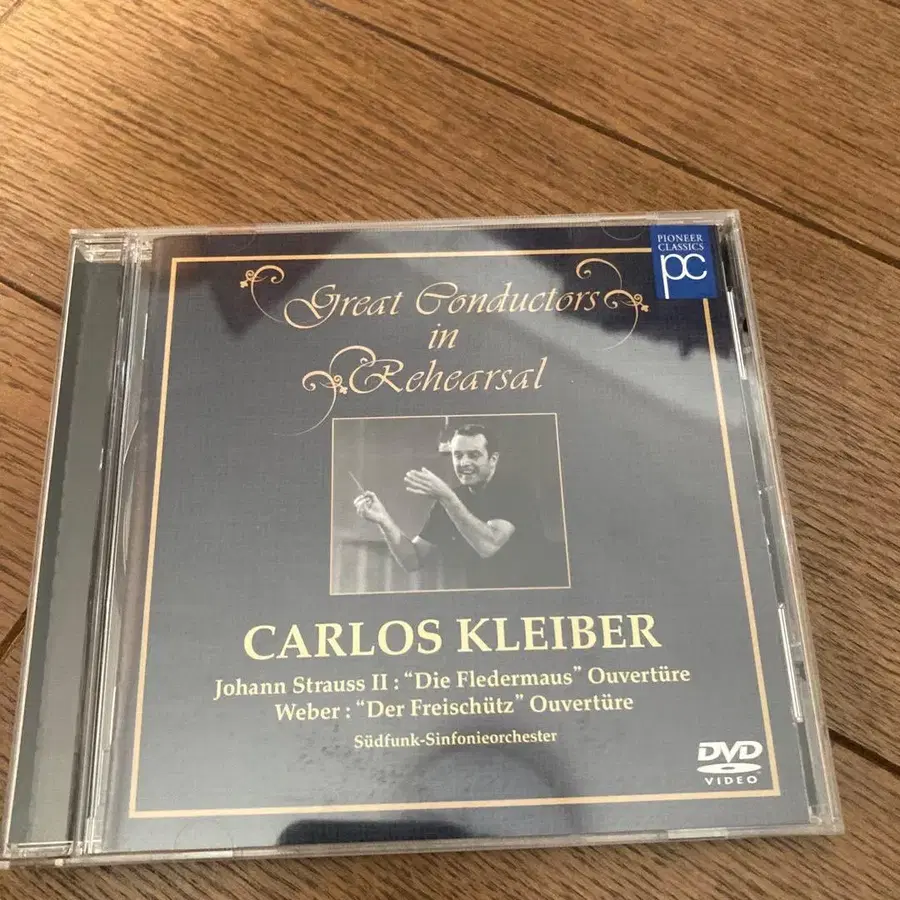 PIONEER
CLASSICS
pc
Great Conductors
in
Rehearsal
CARLOS KLEIBER
Johann Strauss II : “Die Fledermaus” Ouvertüre
Weber : “Der Freischütz” Ouvertüre
Südfunk-Sinfonieorchester
DVD
VIDEO